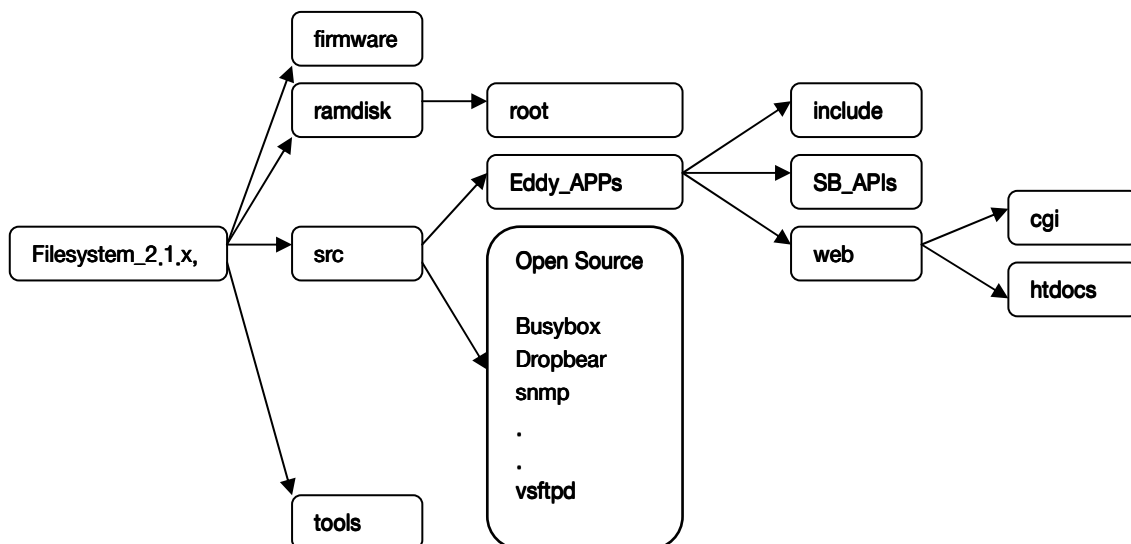 firmware
ramdisk
root
include
Eddy_APPs
SB_APIs
cgi
Filesystem_2.1.x,
src
Open Source
web
htdocs
Busybox
Dropbear
snmp
.
.
vsftpd
tools